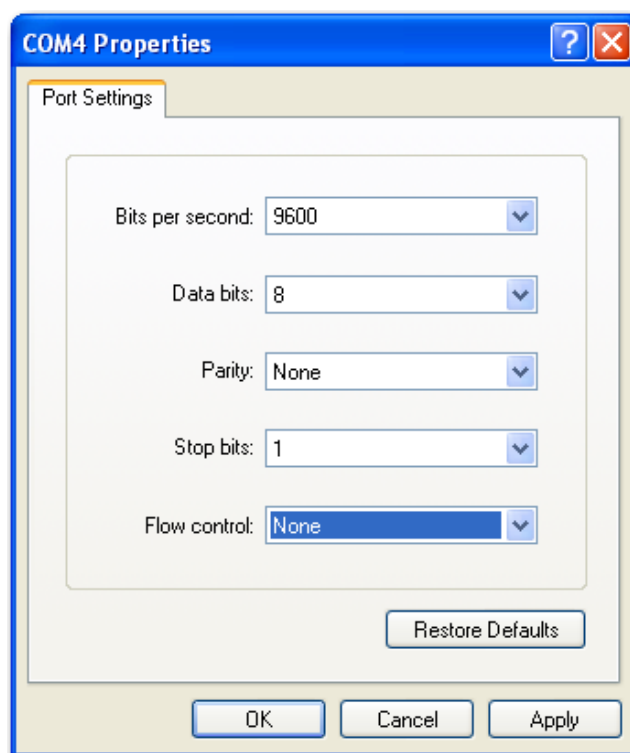 COM4 Properties
Port Settings
Bits per second: 9600
Data bits: 8
Parity: None
Stop bits: 1
Flow control: None
Restore Defaults
OK Cancel Apply